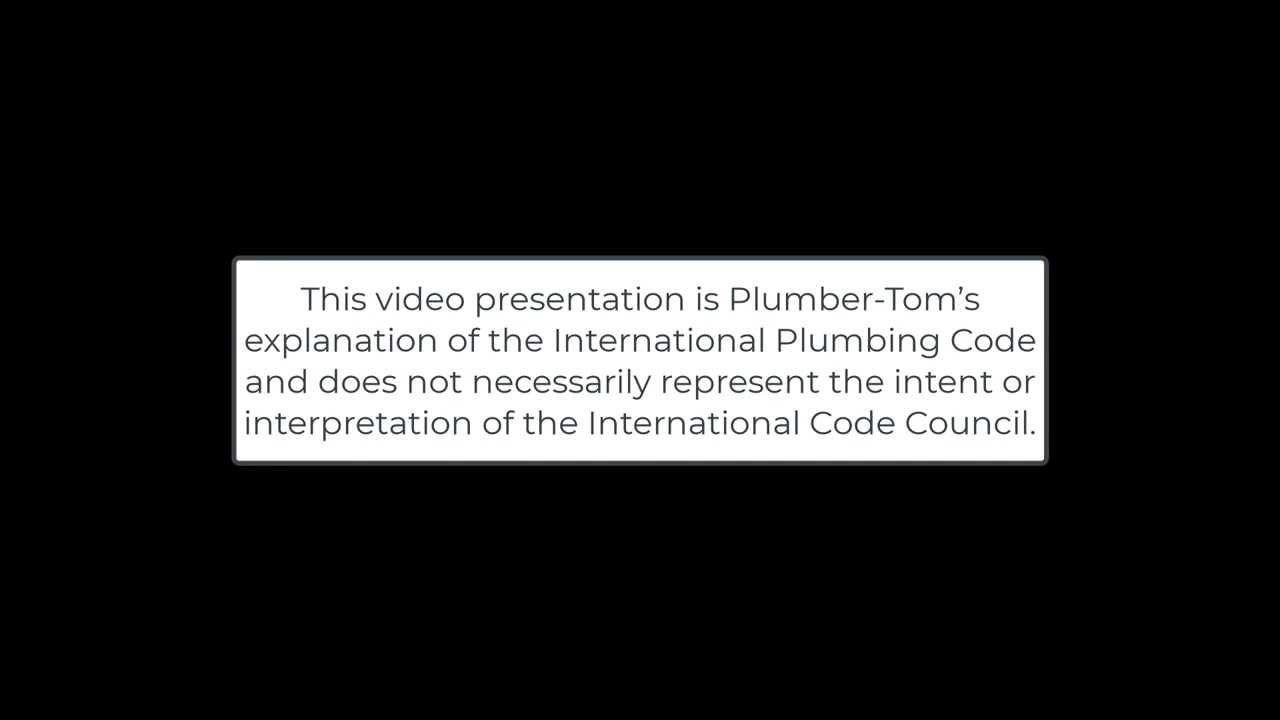 This video presentation is Plumber-Tom’s
explanation of the International Plumbing Code
and does not necessarily represent the intent or
interpretation of the International Code Council.